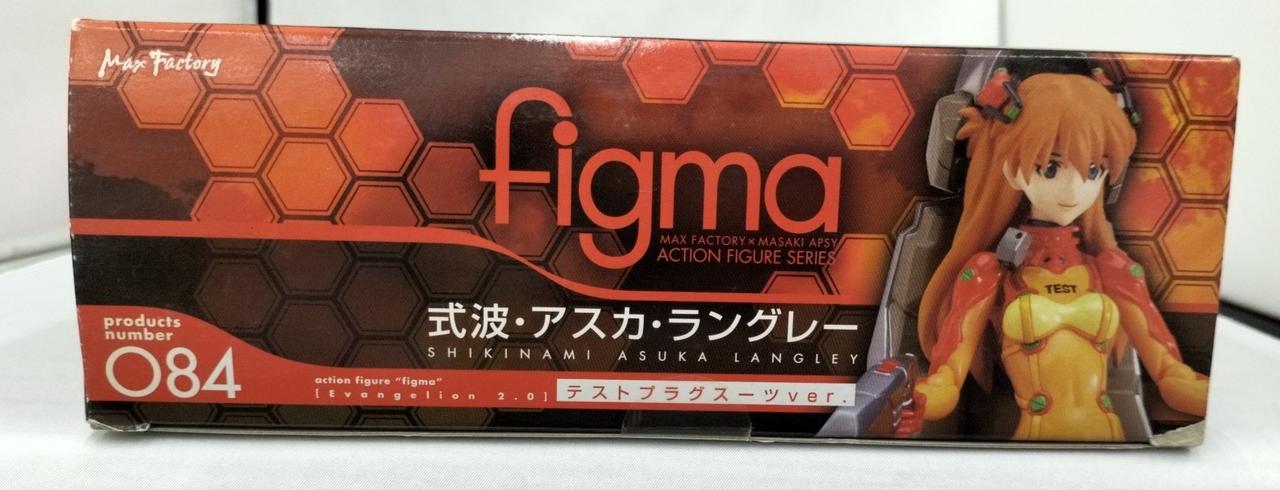 Max Factory
figma
MAX FACTORY×MASAKI APSY
ACTION FIGURE SERIES
TEST
式波・アスカ・ラングレー
SHIKINAMI ASUKA LANGLEY
products
number
084
action figure "figma"
[Evangelion 2.0] テストプラグスーツver.